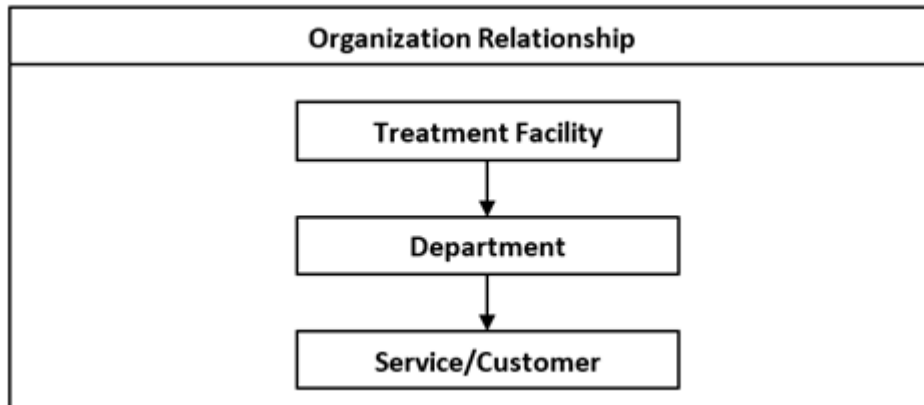 Organization Relationship
Treatment Facility
Department
Service/Customer